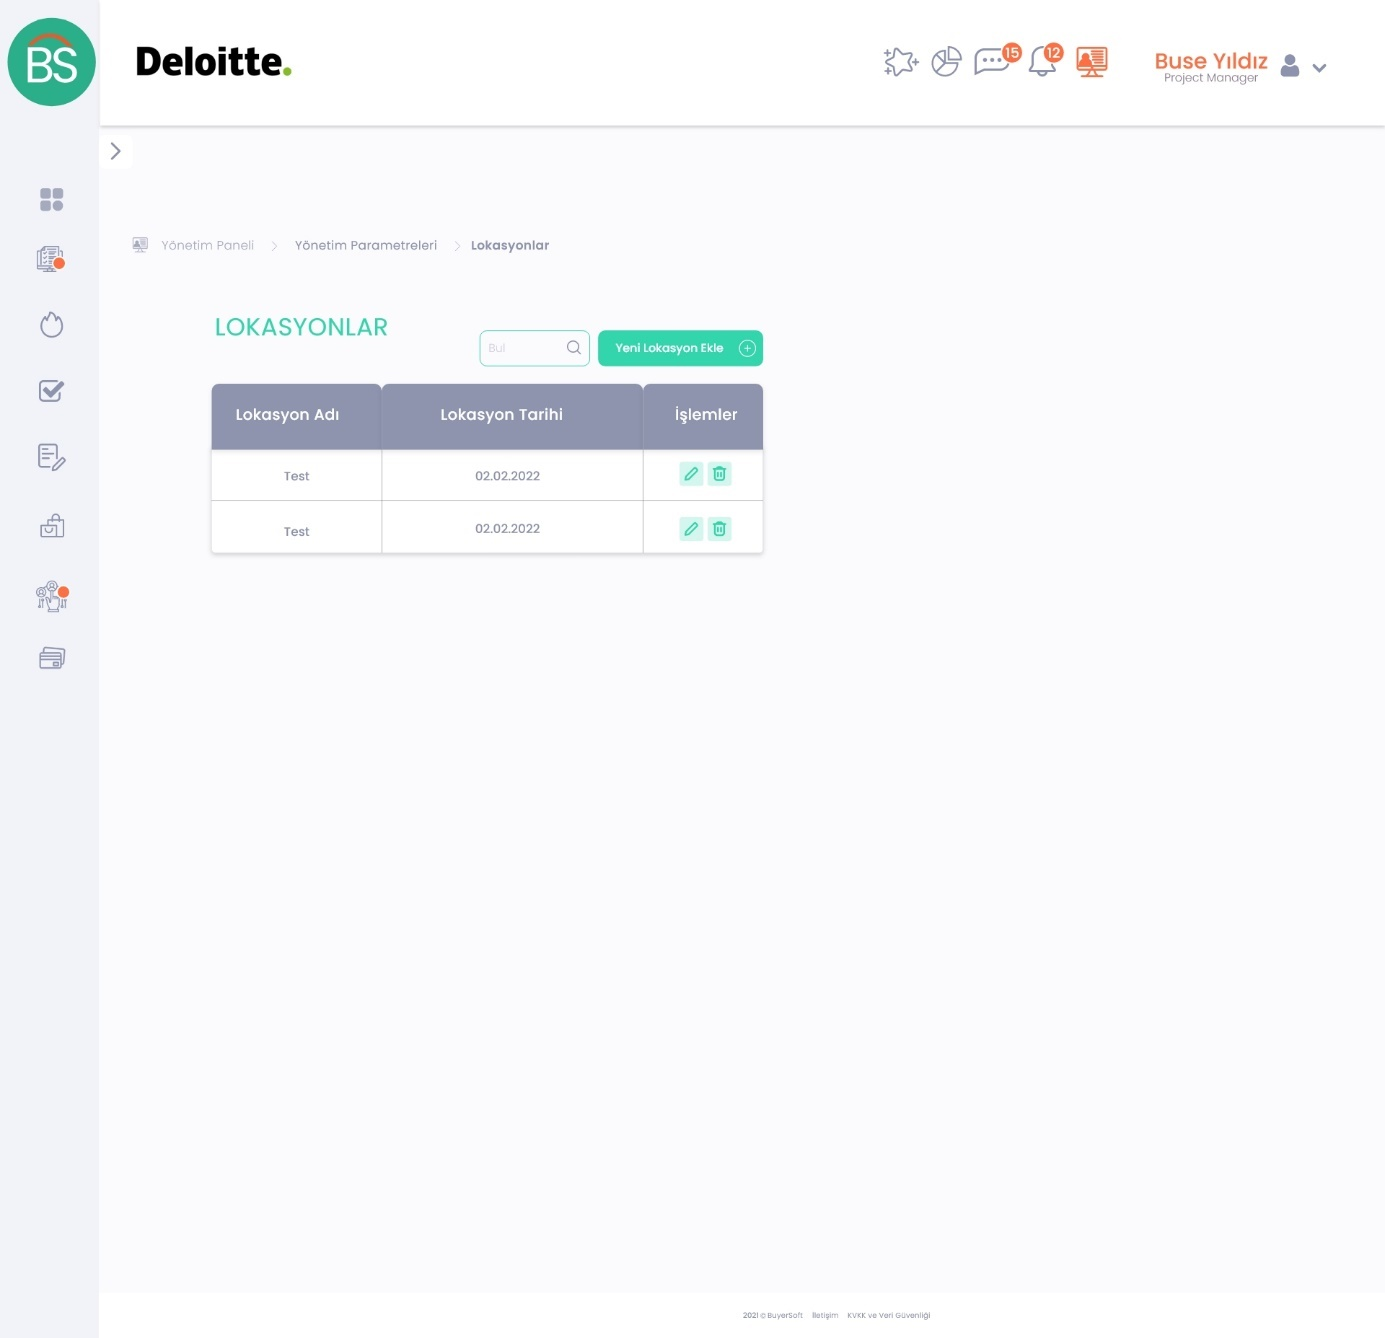 BS
Deloitte.
15
12
Buse Yıldız
Project Manager
Yönetim Paneli > Yönetim Parametreleri > Lokasyonlar
LOKASYONLAR
Bul
Yeni Lokasyon Ekle
Lokasyon Adı Lokasyon Tarihi İşlemler
Test 02.02.2022
Test 02.02.2022
2021 © BuyerSoft İletişim KVKK ve Veri Güvenliği